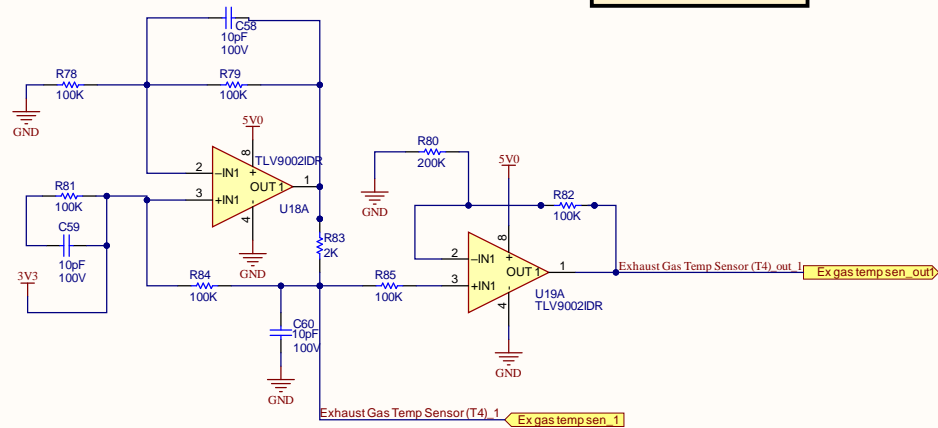 C58
10pF
100V
R78
100K
R79
100K
GND
5V0
8
TLV9002IDR
2
–IN1
+
OUT 1
1
3
+IN1
-
U18A
4
GND
R81
100K
C59
10pF
100V
3V3
R83
2K
R84
100K
C60
10pF
100V
GND
R80
200K
GND
5V0
R82
100K
8
2
–IN1
+
OUT 1
1
R85
100K
3
+IN1
-
U19A
TLV9002IDR
4
GND
Exhaust Gas Temp Sensor (T4)_out_1
Ex gas temp sen_out1
Exhaust Gas Temp Sensor (T4)_1
Ex gas temp sen_1